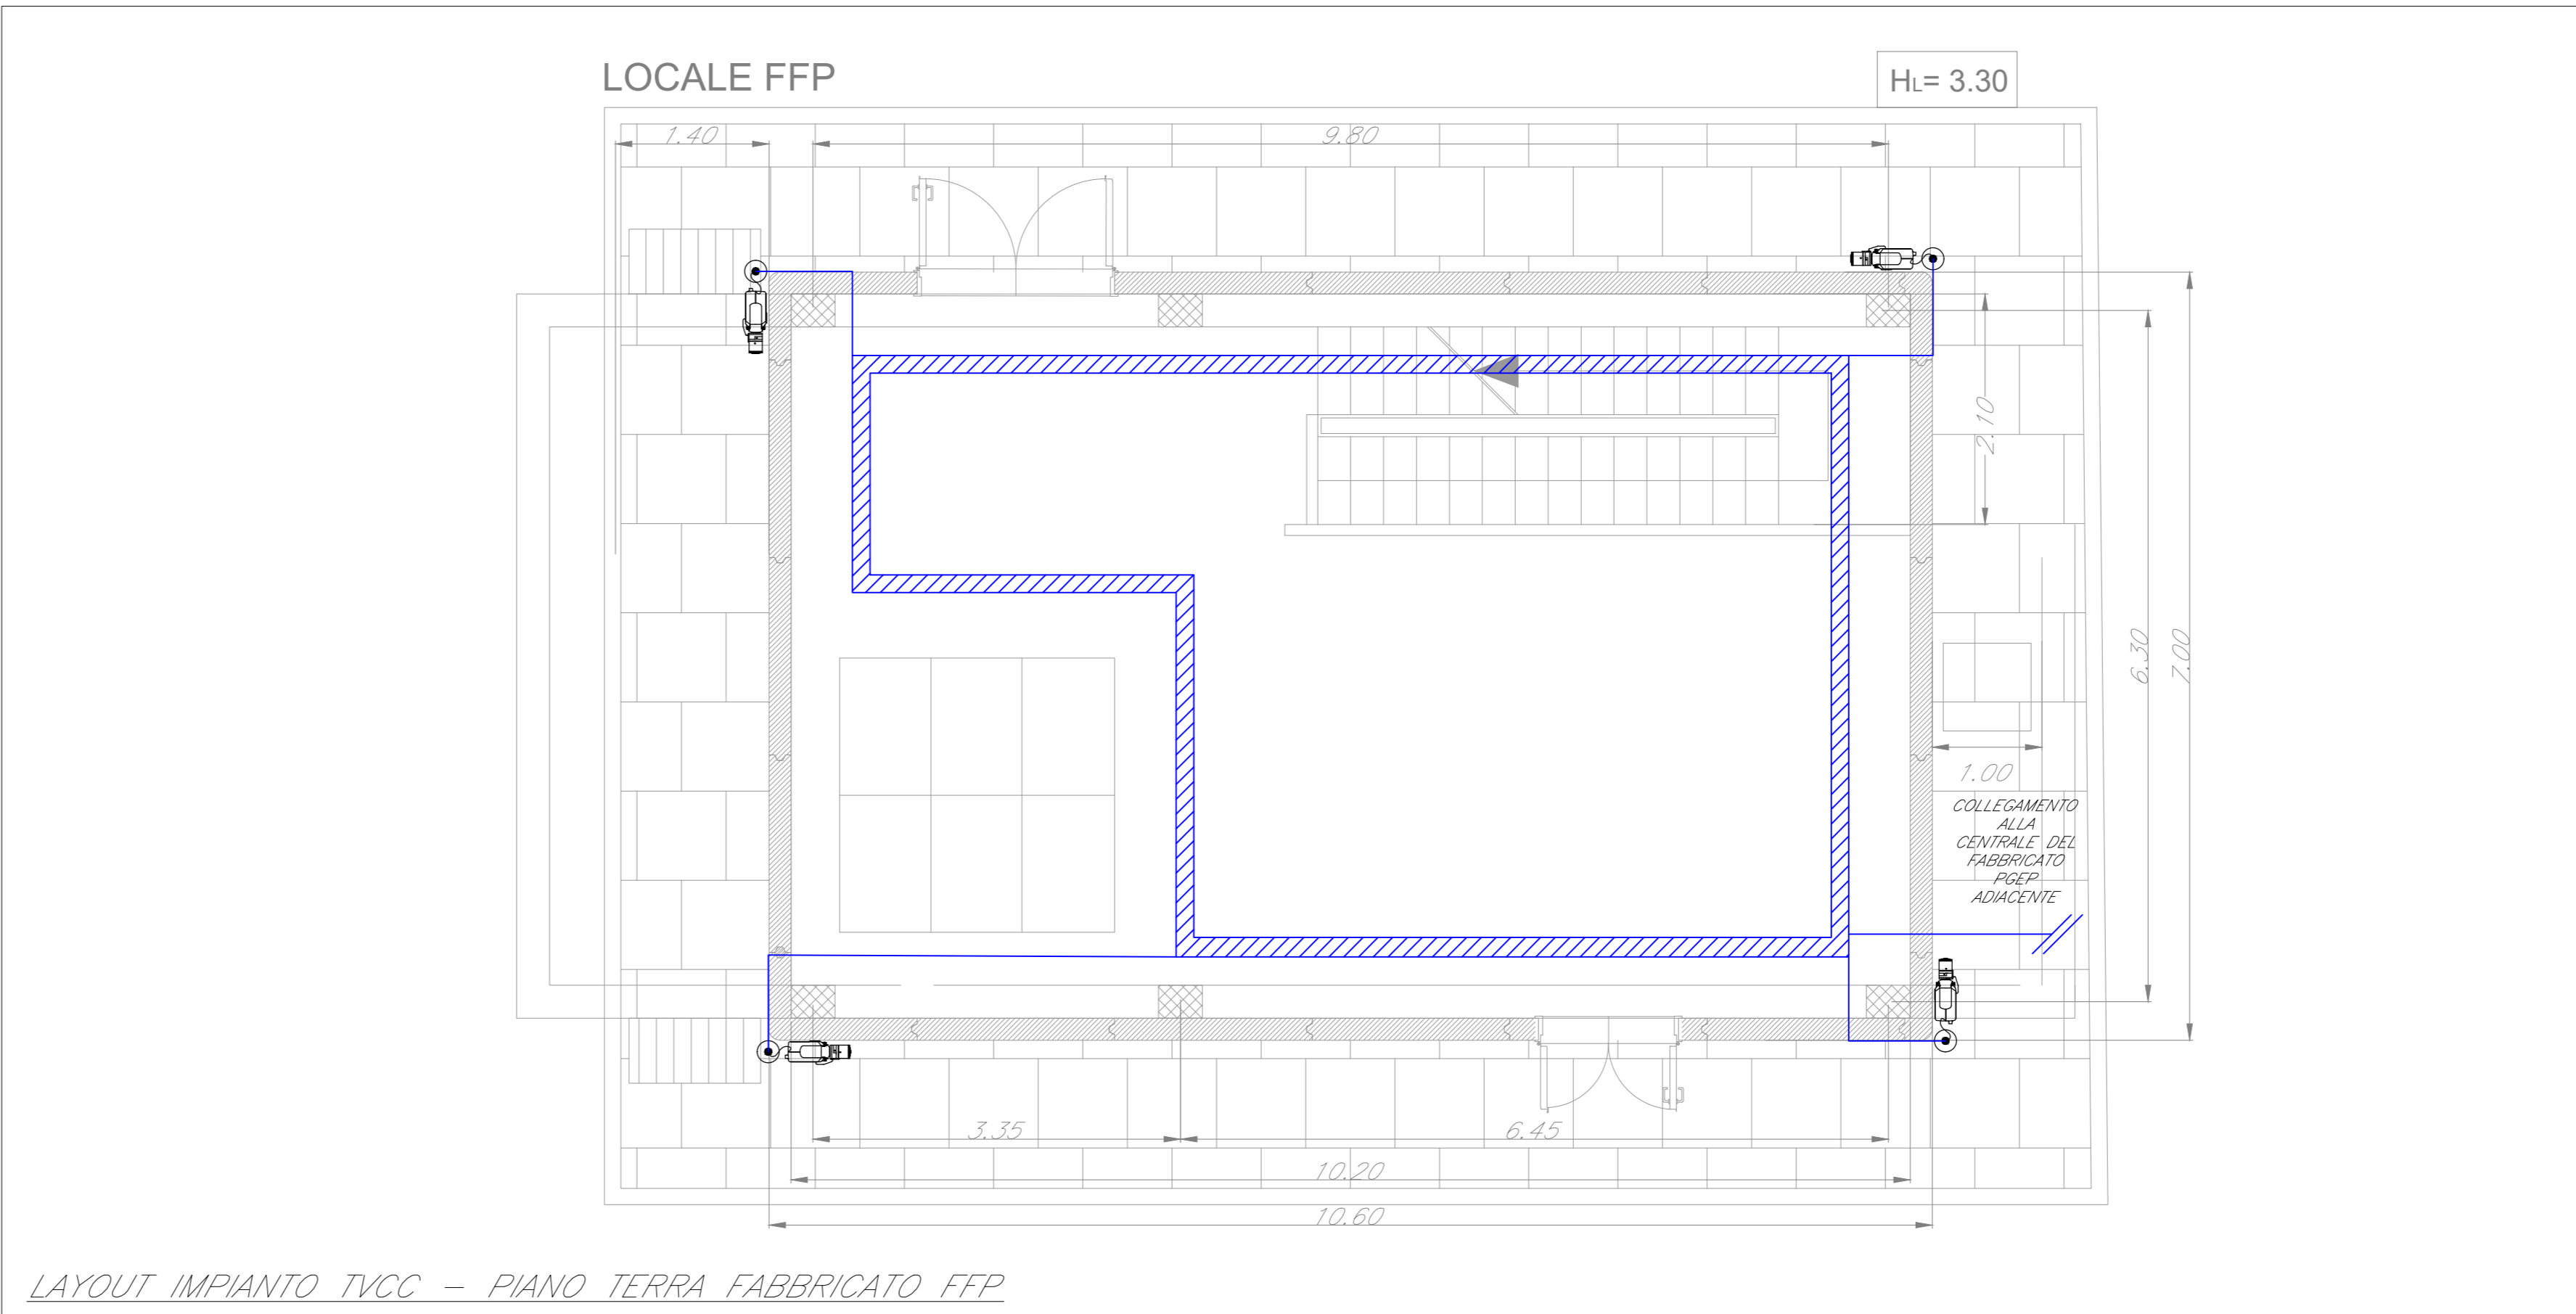 LOCALE FFP
HL= 3.30
1.40
9.80
2.10
6.30
7.00
1.00
COLLEGAMENTO
ALLA
CENTRALE DEL
FABBRICATO
PGEP
ADIACENTE
3.35
6.45
10.20
10.60
LAYOUT IMPIANTO TVCC – PIANO TERRA FABBRICATO FFP